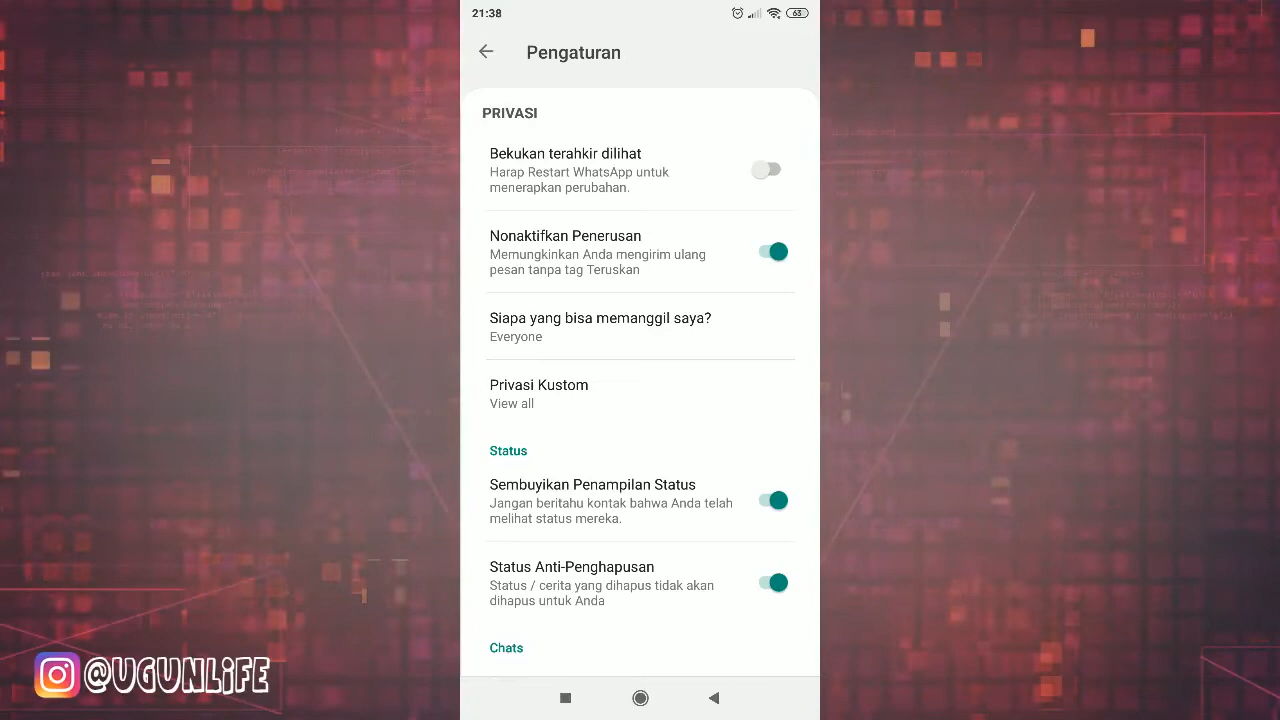 21:38
63
Pengaturan
PRIVASI
Bekukan terahkir dilihat
Harap Restart WhatsApp untuk
menerapkan perubahan.
Nonaktifkan Penerusan
Memungkinkan Anda mengirim ulang
pesan tanpa tag Teruskan
Siapa yang bisa memanggil saya?
Everyone
Privasi Kustom
View all
Status
Sembuyikan Penampilan Status
Jangan beritahu kontak bahwa Anda telah
melihat status mereka.
Status Anti-Penghapusan
Status / cerita yang dihapus tidak akan
dihapus untuk Anda
Chats
@UGUNLiFE